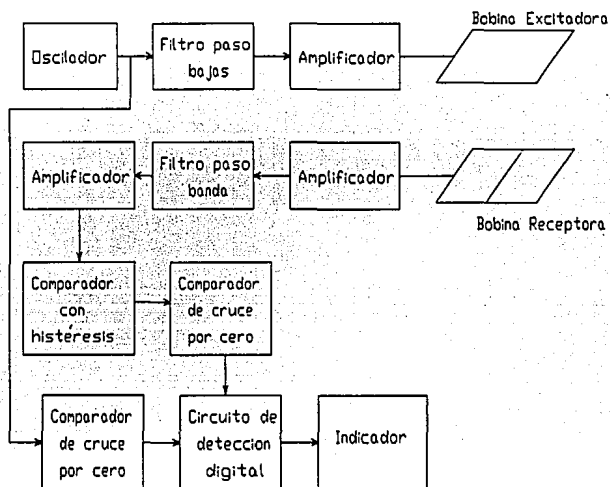 Bobina Excitadora
Oscilador
Filtro paso
bajas
Amplificador
Amplificador
Filtro paso
banda
Amplificador
Bobina Receptora
Comparador
con
histéresis
Comparador
de cruce
por cero
Comparador
de cruce
por cero
Circuito de
deteccion
digital
Indicador